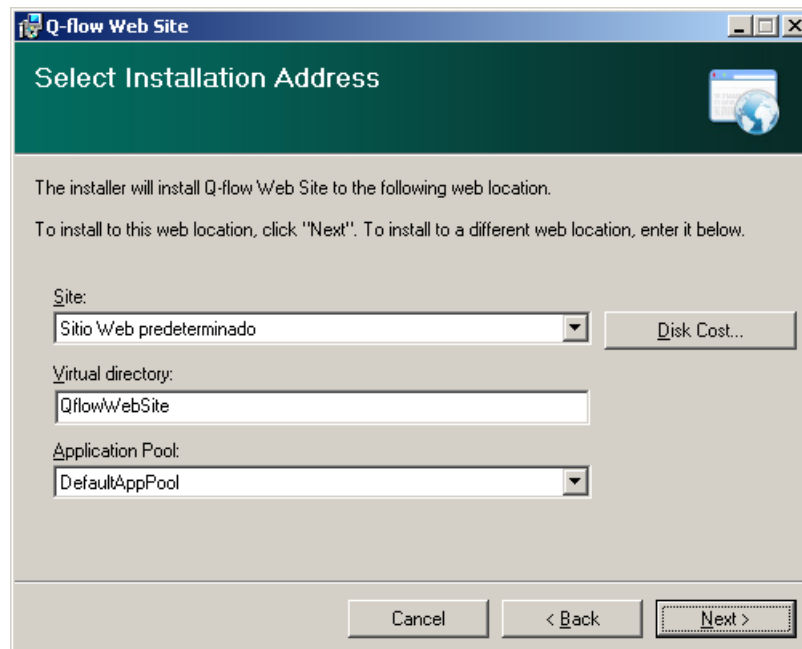 Q-flow Web Site
Select Installation Address
The installer will install Q-flow Web Site to the following web location.
To install to this web location, click "Next". To install to a different web location, enter it below.
Site:
Sitio Web predeterminado
Disk Cost...
Virtual directory:
QflowWebSite
Application Pool:
DefaultAppPool
Cancel
< Back
Next >